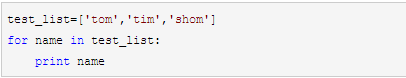 test_list=['tom','tim','shom']
for name in test_list:
    print name